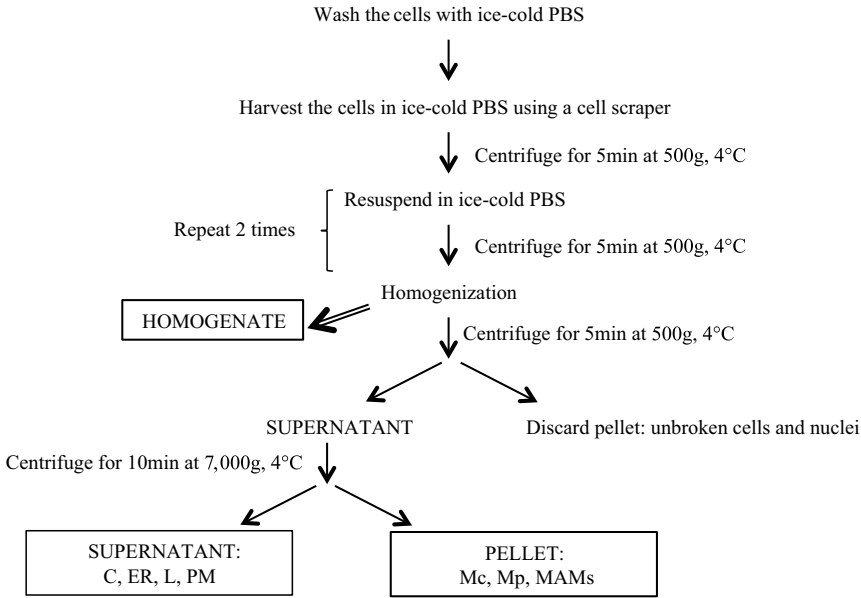 Wash the cells with ice-cold PBS
Harvest the cells in ice-cold PBS using a cell scraper
Centrifuge for 5min at 500g, 4°C
Resuspend in ice-cold PBS
Repeat 2 times
Centrifuge for 5min at 500g, 4°C
Homogenization
HOMOGENATE
Centrifuge for 5min at 500g, 4°C
SUPERNATANT
Discard pellet: unbroken cells and nuclei
Centrifuge for 10min at 7,000g, 4°C
SUPERNATANT:
C, ER, L, PM
PELLET:
Mc, Mp, MAMs